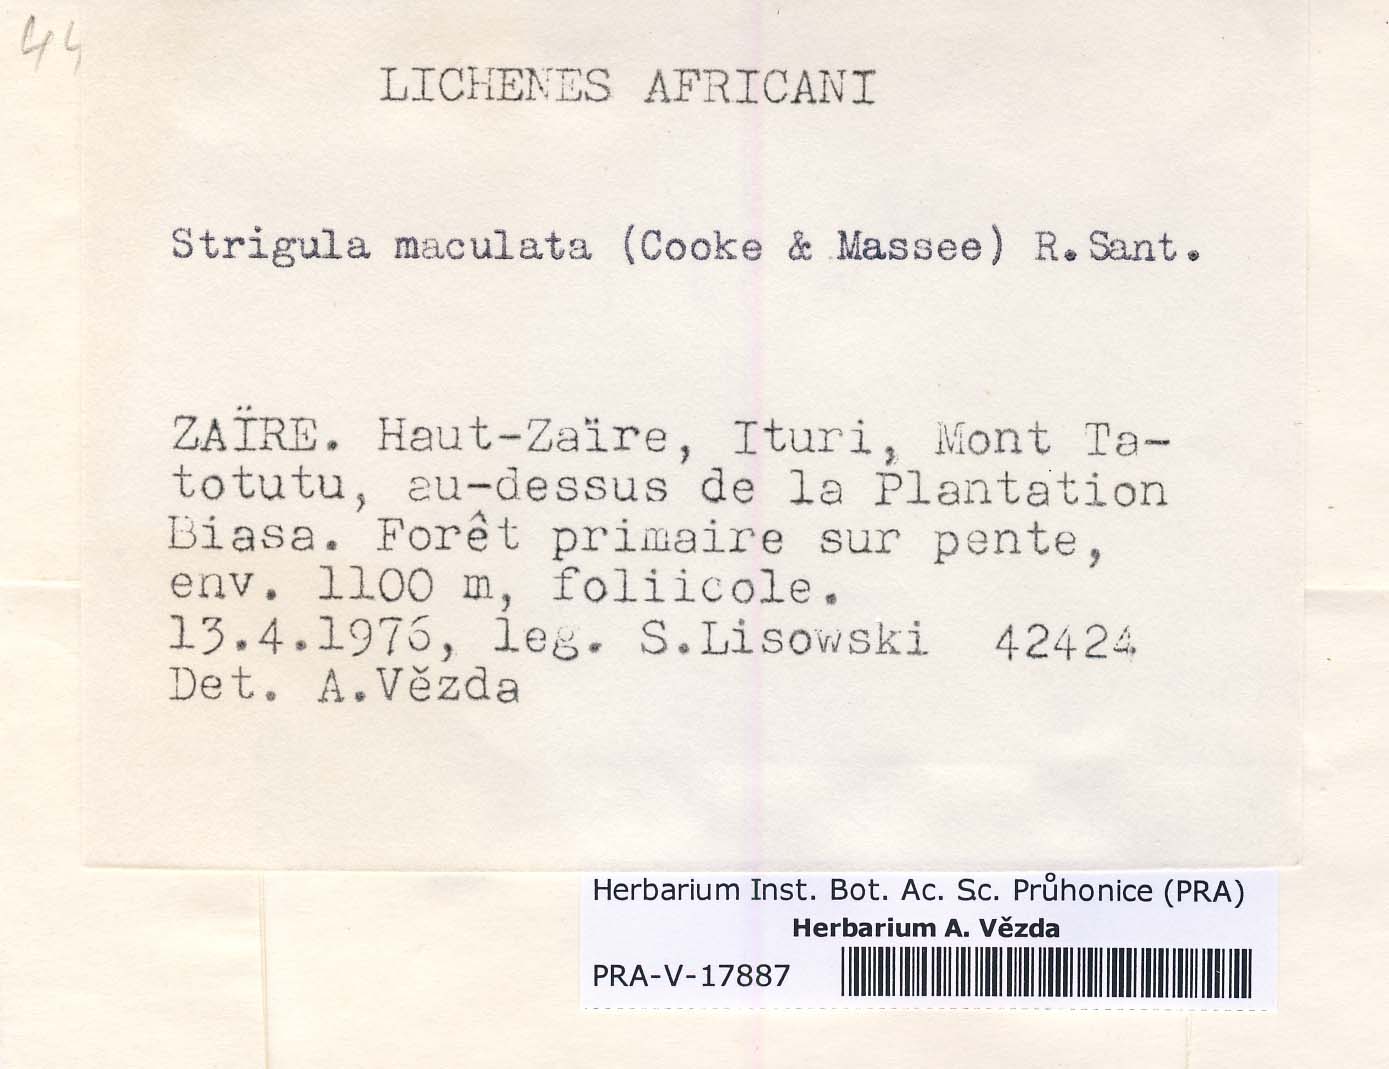 44
LICHENES AFRICANI
Strigula maculata (Cooke & Massee) R.Sant.
ZAÏRE. Haut-Zaïre, Ituri, Mont Ta-
totutu, au-dessus de la Plantation
Biasa. Forêt primaire sur pente,
env. 1100 m, foliicole.
13.4.1976, leg. S.Lisowski 42424
Det. A.Vězda
Herbarium Inst. Bot. Ac. Sc. Průhonice (PRA)
Herbarium A. Vězda
PRA-V-17887